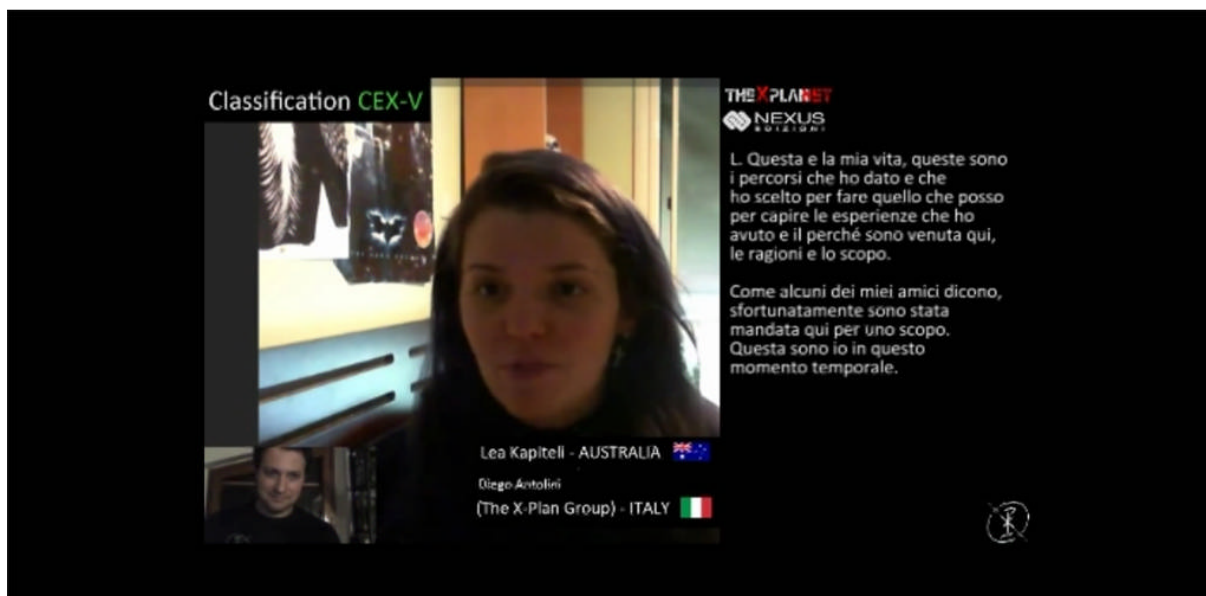 Classification CEX-V
THEXPLANET
NEXUS
EDIZIONI
L. Questa e la mia vita, queste sono
i percorsi che ho dato e che
ho scelto per fare quello che posso
per capire le esperienze che ho
avuto e il perché sono venuta qui,
le ragioni e lo scopo.
Come alcuni dei miei amici dicono,
sfortunatamente sono stata
mandata qui per uno scopo.
Questa sono io in questo
momento temporale.
Lea Kapiteli - AUSTRALIA
Diego Antolini
(The X-Plan Group) - ITALY